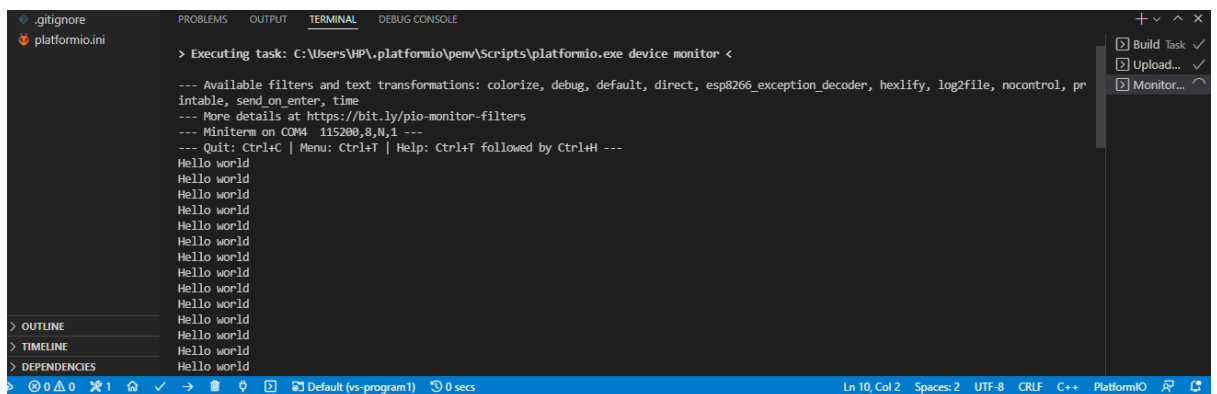 .gitignore
platformio.ini
OUTLINE
TIMELINE
DEPENDENCIES
PROBLEMS OUTPUT TERMINAL DEBUG CONSOLE
> Executing task: C:\Users\HP\.platformio\penv\Scripts\platformio.exe device monitor <
--- Available filters and text transformations: colorize, debug, default, direct, esp8266_exception_decoder, hexlify, log2file, nocontrol, pr
intable, send_on_enter, time
--- More details at https://bit.ly/pio-monitor-filters
--- Miniterm on COM4 115200,8,N,1 ---
--- Quit: Ctrl+C | Menu: Ctrl+T | Help: Ctrl+T followed by Ctrl+H ---
Hello world
Hello world
Hello world
Hello world
Hello world
Hello world
Hello world
Hello world
Hello world
Hello world
Hello world
Hello world
Hello world
Hello world
Build Task
Upload...
Monitor...
0 0 1 Default (vs-program1) 0 secs Ln 10, Col 2 Spaces: 2 UTF-8 CRLF C++ PlatformIO